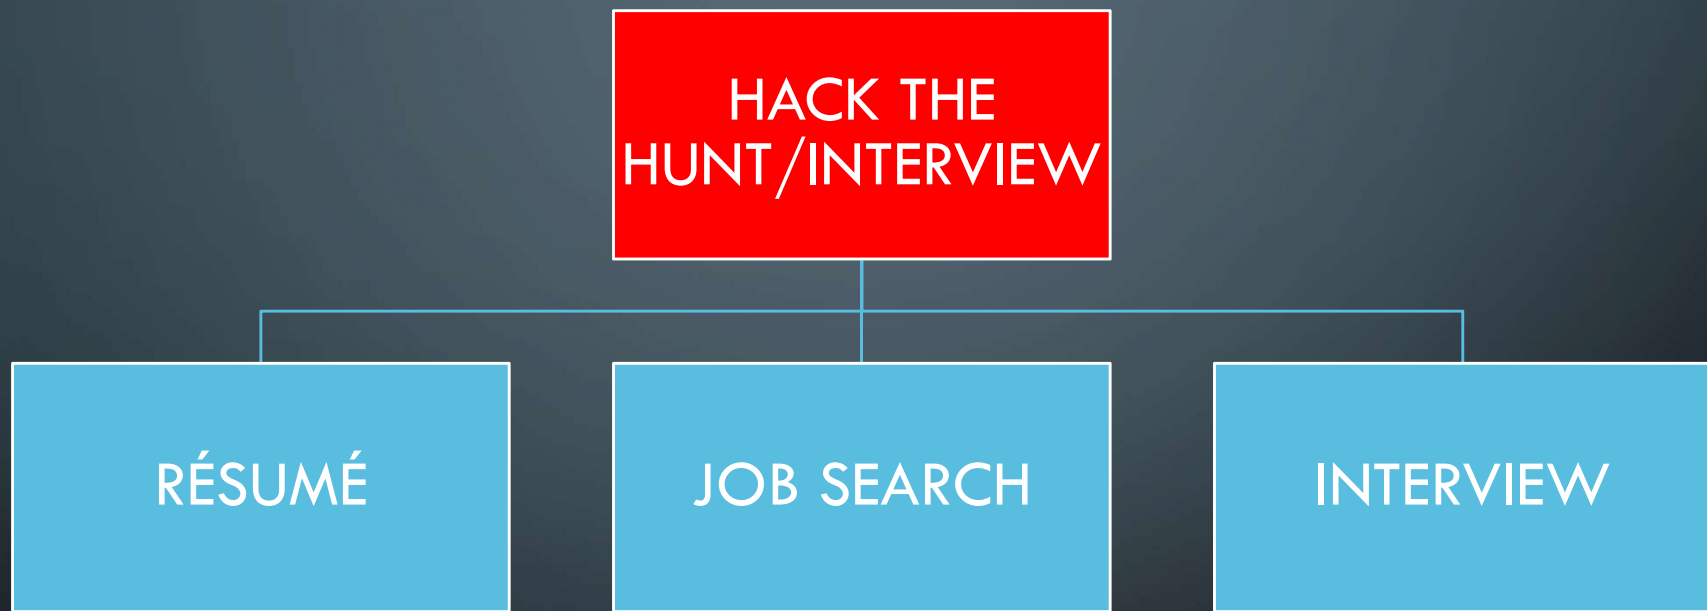 HACK THE
HUNT/INTERVIEW
RÉSUMÉ
JOB SEARCH
INTERVIEW